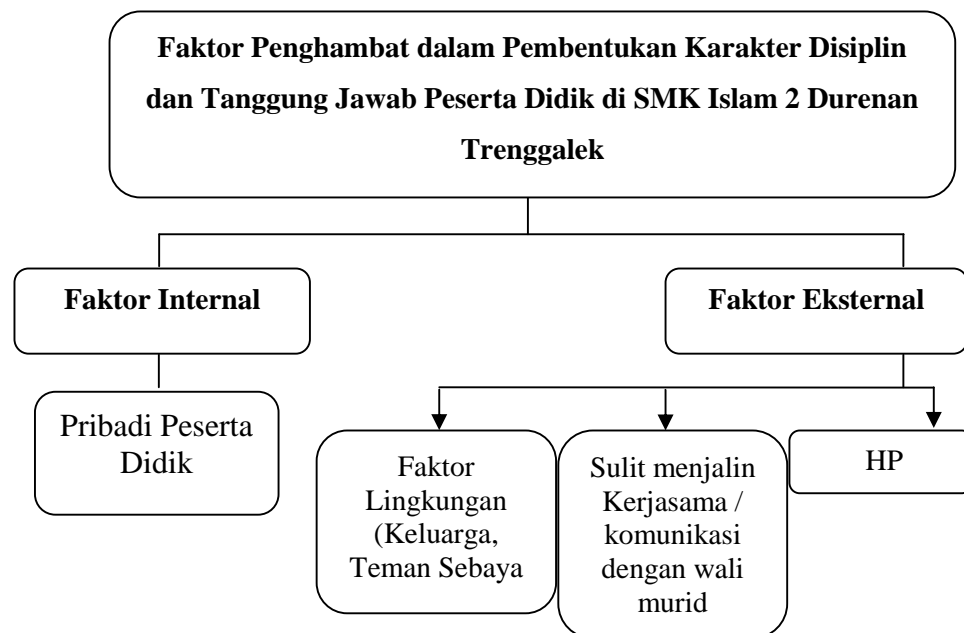 Faktor Penghambat dalam Pembentukan Karakter Disiplin
dan Tanggung Jawab Peserta Didik di SMK Islam 2 Durenan
Trenggalek
Faktor Internal
Faktor Eksternal
Pribadi Peserta
Didik
Faktor
Lingkungan
(Keluarga,
Teman Sebaya
Sulit menjalin
Kerjasama /
komunikasi
dengan wali
murid
HP